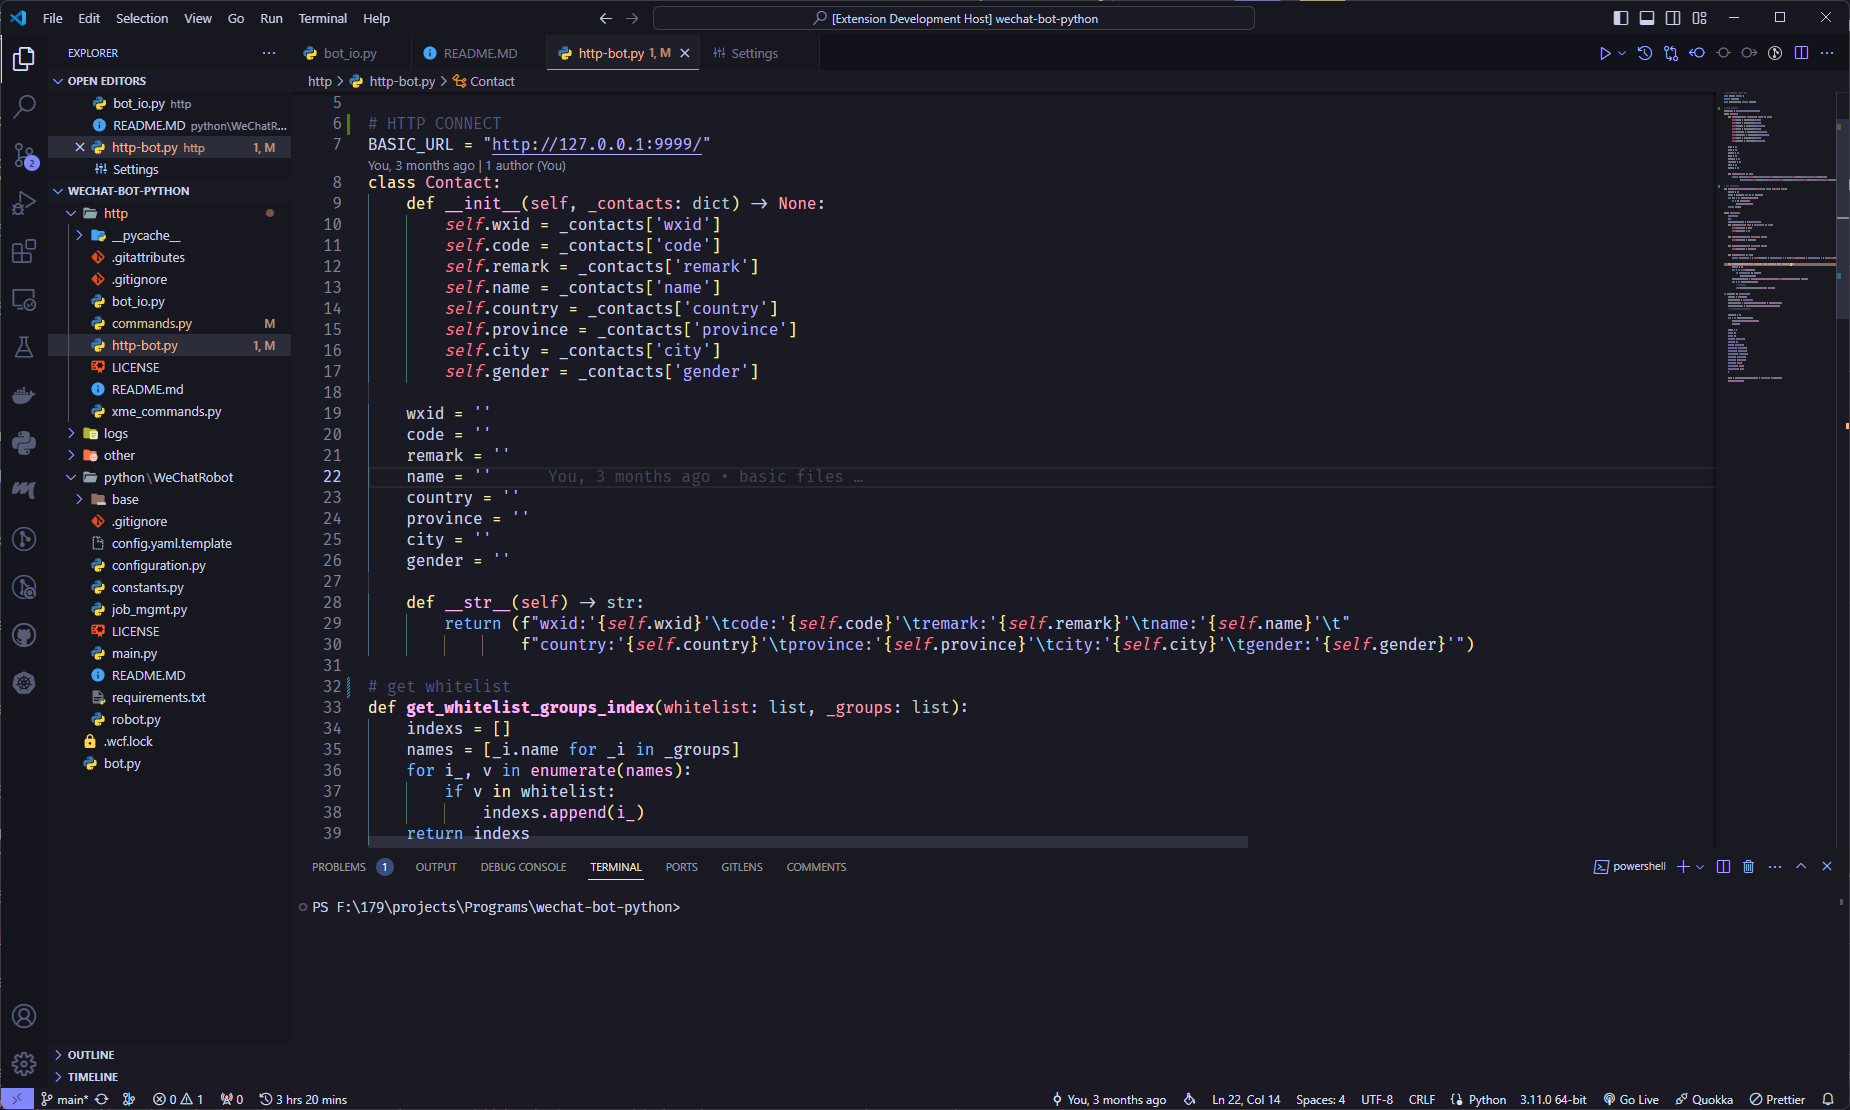 File Edit Selection View Go Run Terminal Help
[Extension Development Host] wechat-bot-python
EXPLORER
bot_io.py
README.MD
http-bot.py 1, M
Settings
OPEN EDITORS
bot_io.py http
README.MD python\WeChatR...
http-bot.py http 1, M
Settings
WECHAT-BOT-PYTHON
http
__pycache__
.gitattributes
.gitignore
bot_io.py
commands.py M
http-bot.py 1, M
LICENSE
README.md
xme_commands.py
logs
other
python\WeChatRobot
base
.gitignore
config.yaml.template
configuration.py
constants.py
job_mgmt.py
LICENSE
main.py
README.MD
requirements.txt
robot.py
.wcf.lock
bot.py
OUTLINE
TIMELINE
http > http-bot.py > Contact
5
6 # HTTP CONNECT
7 BASIC_URL = "http://127.0.0.1:9999/"
You, 3 months ago | 1 author (You)
8 class Contact:
9 def __init__(self, _contacts: dict) -> None:
10 self.wxid = _contacts['wxid']
11 self.code = _contacts['code']
12 self.remark = _contacts['remark']
13 self.name = _contacts['name']
14 self.country = _contacts['country']
15 self.province = _contacts['province']
16 self.city = _contacts['city']
17 self.gender = _contacts['gender']
18
19 wxid = ''
20 code = ''
21 remark = ''
22 name = '' You, 3 months ago • basic files …
23 country = ''
24 province = ''
25 city = ''
26 gender = ''
27
28 def __str__(self) -> str:
29 return (f"wxid:'{self.wxid}'\tcode:'{self.code}'\tremark:'{self.remark}'\tname:'{self.name}'\t"
30 f"country:'{self.country}'\tprovince:'{self.province}'\tcity:'{self.city}'\tgender:'{self.gender}'")
31
32 # get whitelist
33 def get_whitelist_groups_index(whitelist: list, _groups: list):
34 indexs = []
35 names = [_i.name for _i in _groups]
36 for i_, v in enumerate(names):
37 if v in whitelist:
38 indexs.append(i_)
39 return indexs
PROBLEMS 1 OUTPUT DEBUG CONSOLE TERMINAL PORTS GITLENS COMMENTS
powershell
PS F:\179\projects\Programs\wechat-bot-python>
2
main* 0 1 0 3 hrs 20 mins
You, 3 months ago Ln 22, Col 14 Spaces: 4 UTF-8 CRLF Python 3.11.0 64-bit Go Live Quokka Prettier